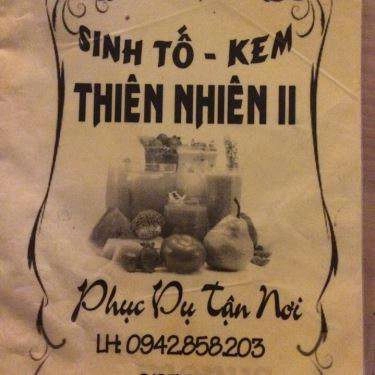 SINH TỐ - KEM
THIÊN NHIÊN II
Phục Vụ Tận Nơi
LH: 0942.858.203